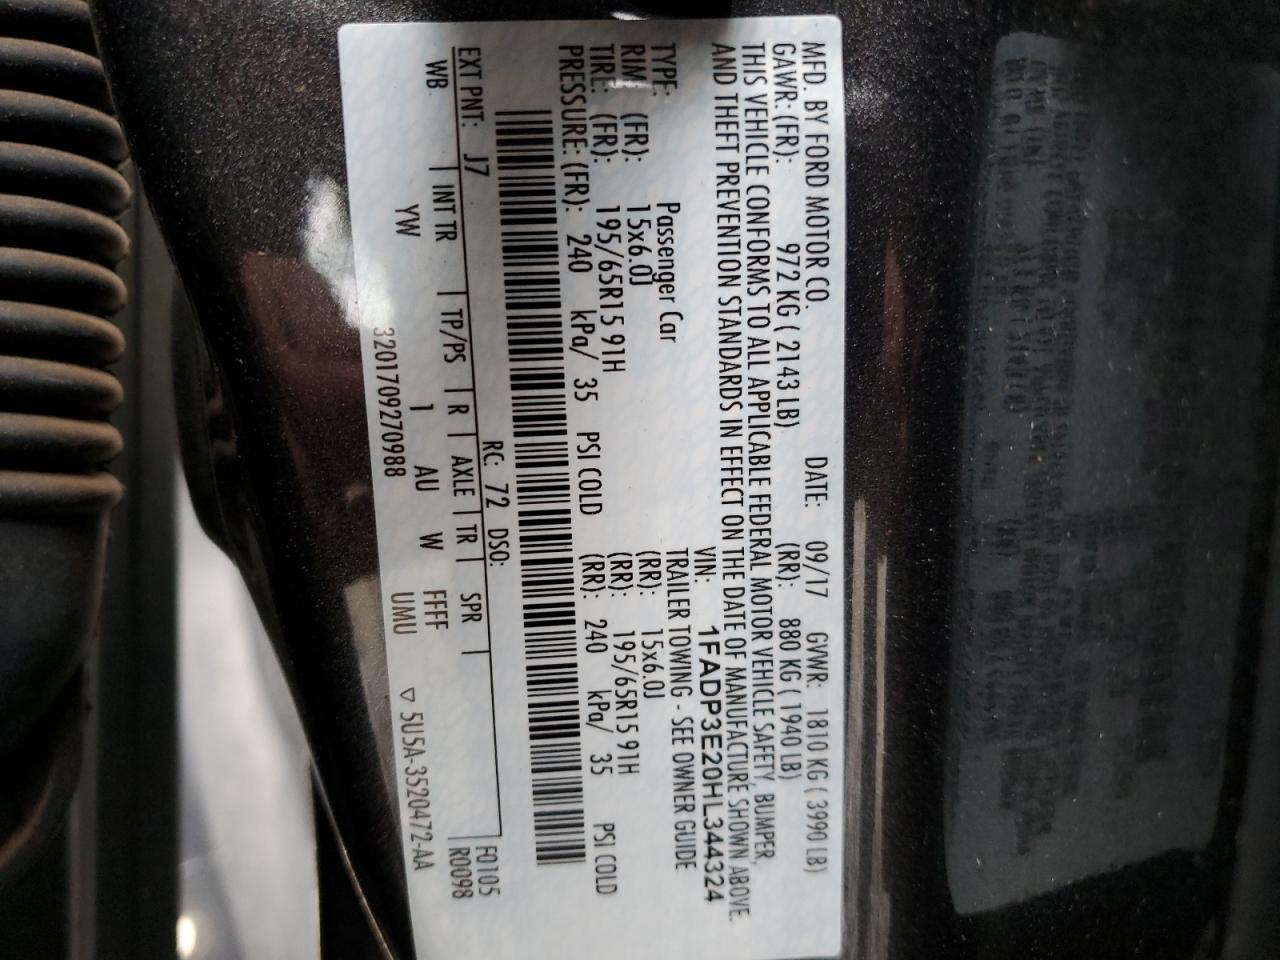 MFD. BY FORD MOTOR CO. DATE: 09/17 GVWR: 1810 KG ( 3990 LB)
GAWR: (FR): 972 KG ( 2143 LB) (RR): 880 KG ( 1940 LB)
THIS VEHICLE CONFORMS TO ALL APPLICABLE FEDERAL MOTOR VEHICLE SAFETY, BUMPER,
AND THEFT PREVENTION STANDARDS IN EFFECT ON THE DATE OF MANUFACTURE SHOWN ABOVE.
VIN: 1FADP3E20HL344324
TYPE: Passenger Car TRAILER TOWING - SEE OWNER GUIDE
RIM: (FR): 15x6.0J (RR): 15x6.0J
TIRE: (FR): 195/65R15 91H (RR): 195/65R15 91H
PRESSURE: (FR): 240 kPa/ 35 PSI COLD (RR): 240 kPa/ 35 PSI COLD
EXT PNT: J7 RC: 72 DSO: F0105
R0098
WB INT TR TP/PS R AXLE TR SPR
YW 1 AU W FFFF
UMU
3201709270988 ▽ 5U5A-3520472-AA